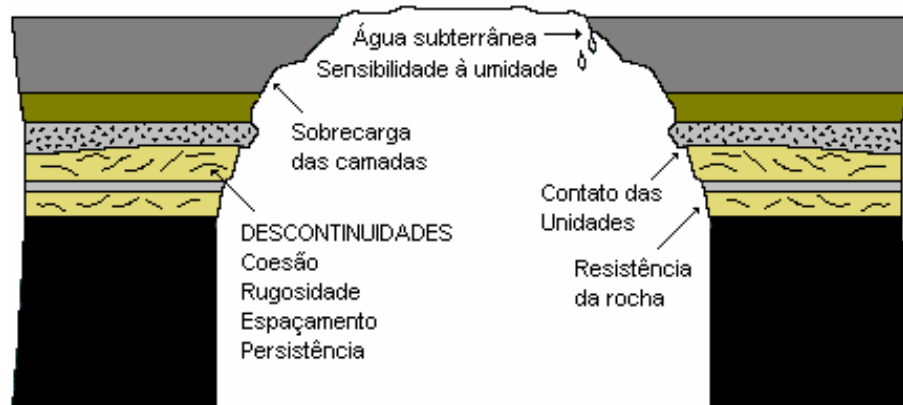 Água subterrânea
Sensibilidade à umidade
Sobrecarga
das camadas
Contato das
Unidades
DESCONTINUIDADES
Coesão
Rugosidade
Espaçamento
Persistência
Resistência
da rocha